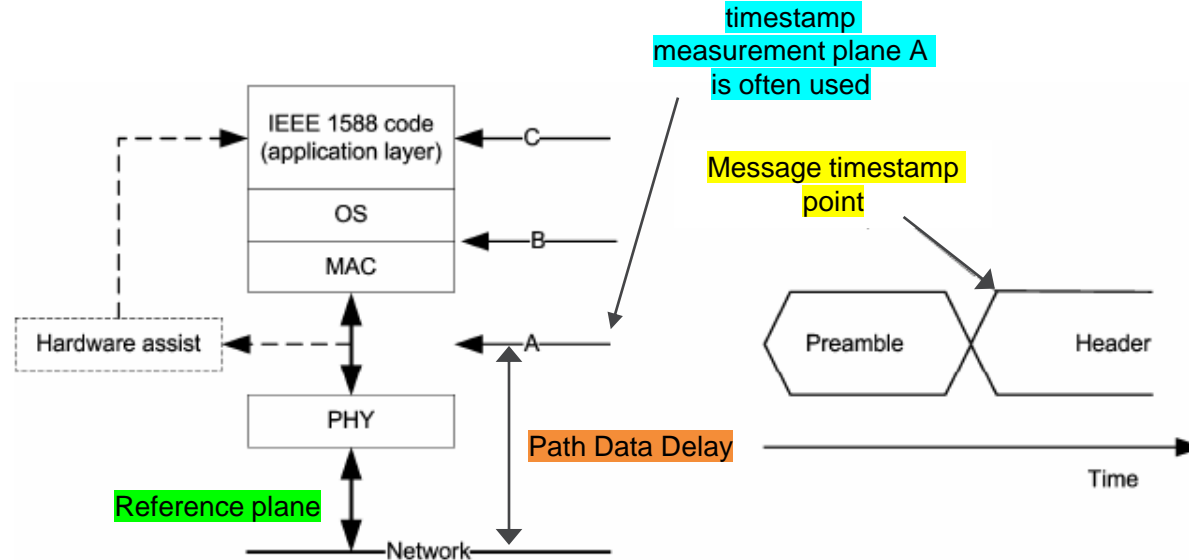 timestamp
measurement plane A
is often used
IEEE 1588 code
(application layer)
C
Message timestamp
point
OS
B
MAC
Hardware assist
A
Preamble
Header
PHY
Path Data Delay
Time
Reference plane
Network